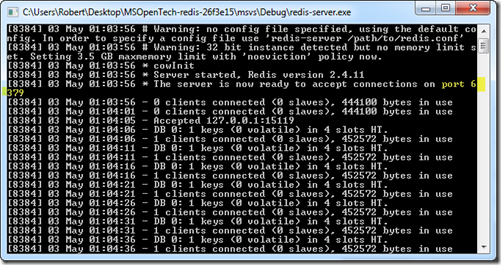 C:\Users\Robert\Desktop\MSOpenTech-redis-26f3e15\msvs\Debug\redis-server.exe
[8384] 03 May 01:03:56 # Warning: no config file specified, using the default co
nfig. In order to specify a config file use 'redis-server /path/to/redis.conf'
[8384] 03 May 01:03:56 # Warning: 32 bit instance detected but no memory limit s
et. Setting 3.5 GB maxmemory limit with 'noeviction' policy now.
[8384] 03 May 01:03:56 * cowInit
[8384] 03 May 01:03:56 * Server started, Redis version 2.4.11
[8384] 03 May 01:03:56 * The server is now ready to accept connections on port 6
379
[8384] 03 May 01:03:56 - 0 clients connected (0 slaves), 444100 bytes in use
[8384] 03 May 01:04:01 - 0 clients connected (0 slaves), 444100 bytes in use
[8384] 03 May 01:04:05 - Accepted 127.0.0.1:15119
[8384] 03 May 01:04:06 - DB 0: 1 keys (0 volatile) in 4 slots HT.
[8384] 03 May 01:04:06 - 1 clients connected (0 slaves), 452572 bytes in use
[8384] 03 May 01:04:11 - DB 0: 1 keys (0 volatile) in 4 slots HT.
[8384] 03 May 01:04:11 - 1 clients connected (0 slaves), 452572 bytes in use
[8384] 03 May 01:04:16 - DB 0: 1 keys (0 volatile) in 4 slots HT.
[8384] 03 May 01:04:16 - 1 clients connected (0 slaves), 452572 bytes in use
[8384] 03 May 01:04:21 - DB 0: 1 keys (0 volatile) in 4 slots HT.
[8384] 03 May 01:04:21 - 1 clients connected (0 slaves), 452572 bytes in use
[8384] 03 May 01:04:26 - DB 0: 1 keys (0 volatile) in 4 slots HT.
[8384] 03 May 01:04:26 - 1 clients connected (0 slaves), 452572 bytes in use
[8384] 03 May 01:04:31 - DB 0: 1 keys (0 volatile) in 4 slots HT.
[8384] 03 May 01:04:31 - 1 clients connected (0 slaves), 452572 bytes in use
[8384] 03 May 01:04:36 - DB 0: 1 keys (0 volatile) in 4 slots HT.
[8384] 03 May 01:04:36 - 1 clients connected (0 slaves), 452572 bytes in use